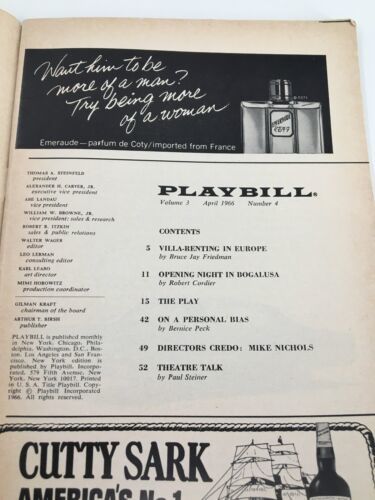 Want him to be
more of a man?
Try being more
of a woman
Emeraude—parfum de Coty/imported from France
EMERAUDE
COTY
THOMAS A. STEINFELD
president
ALEXANDER H. CARVER, JR.
executive vice president
ABE LANDAU
vice president
WILLIAM W. BROWNE, JR.
vice president: sales & research
ROBERT B. ITZKIN
sales & public relations
WALTER WAGER
editor
LEO LERMAN
consulting editor
KARL LEABO
art director
MIMI HOROWITZ
production coordinator
GILMAN KRAFT
chairman of the board
ARTHUR T. BIRSH
publisher
PLAYBILL is published monthly
in New York, Chicago, Phila-
delphia, Washington, D.C., Bos-
ton, Los Angeles and San Fran-
cisco. New York edition is
published by Playbill Incorpo-
rated, 579 Fifth Avenue, New
York, New York 10017. Printed
in U. S. A. Title Playbill. Copy-
right © Playbill Incorporated
1966. All rights reserved.
PLAYBILL®
Volume 3 April 1966 Number 4
CONTENTS
5 VILLA-RENTING IN EUROPE
by Bruce Jay Friedman
11 OPENING NIGHT IN BOGALUSA
by Robert Cordier
15 THE PLAY
42 ON A PERSONAL BIAS
by Bernice Peck
49 DIRECTORS CREDO: MIKE NICHOLS
52 THEATRE TALK
by Paul Steiner
CUTTY SARK
AMERICA'S No. 1